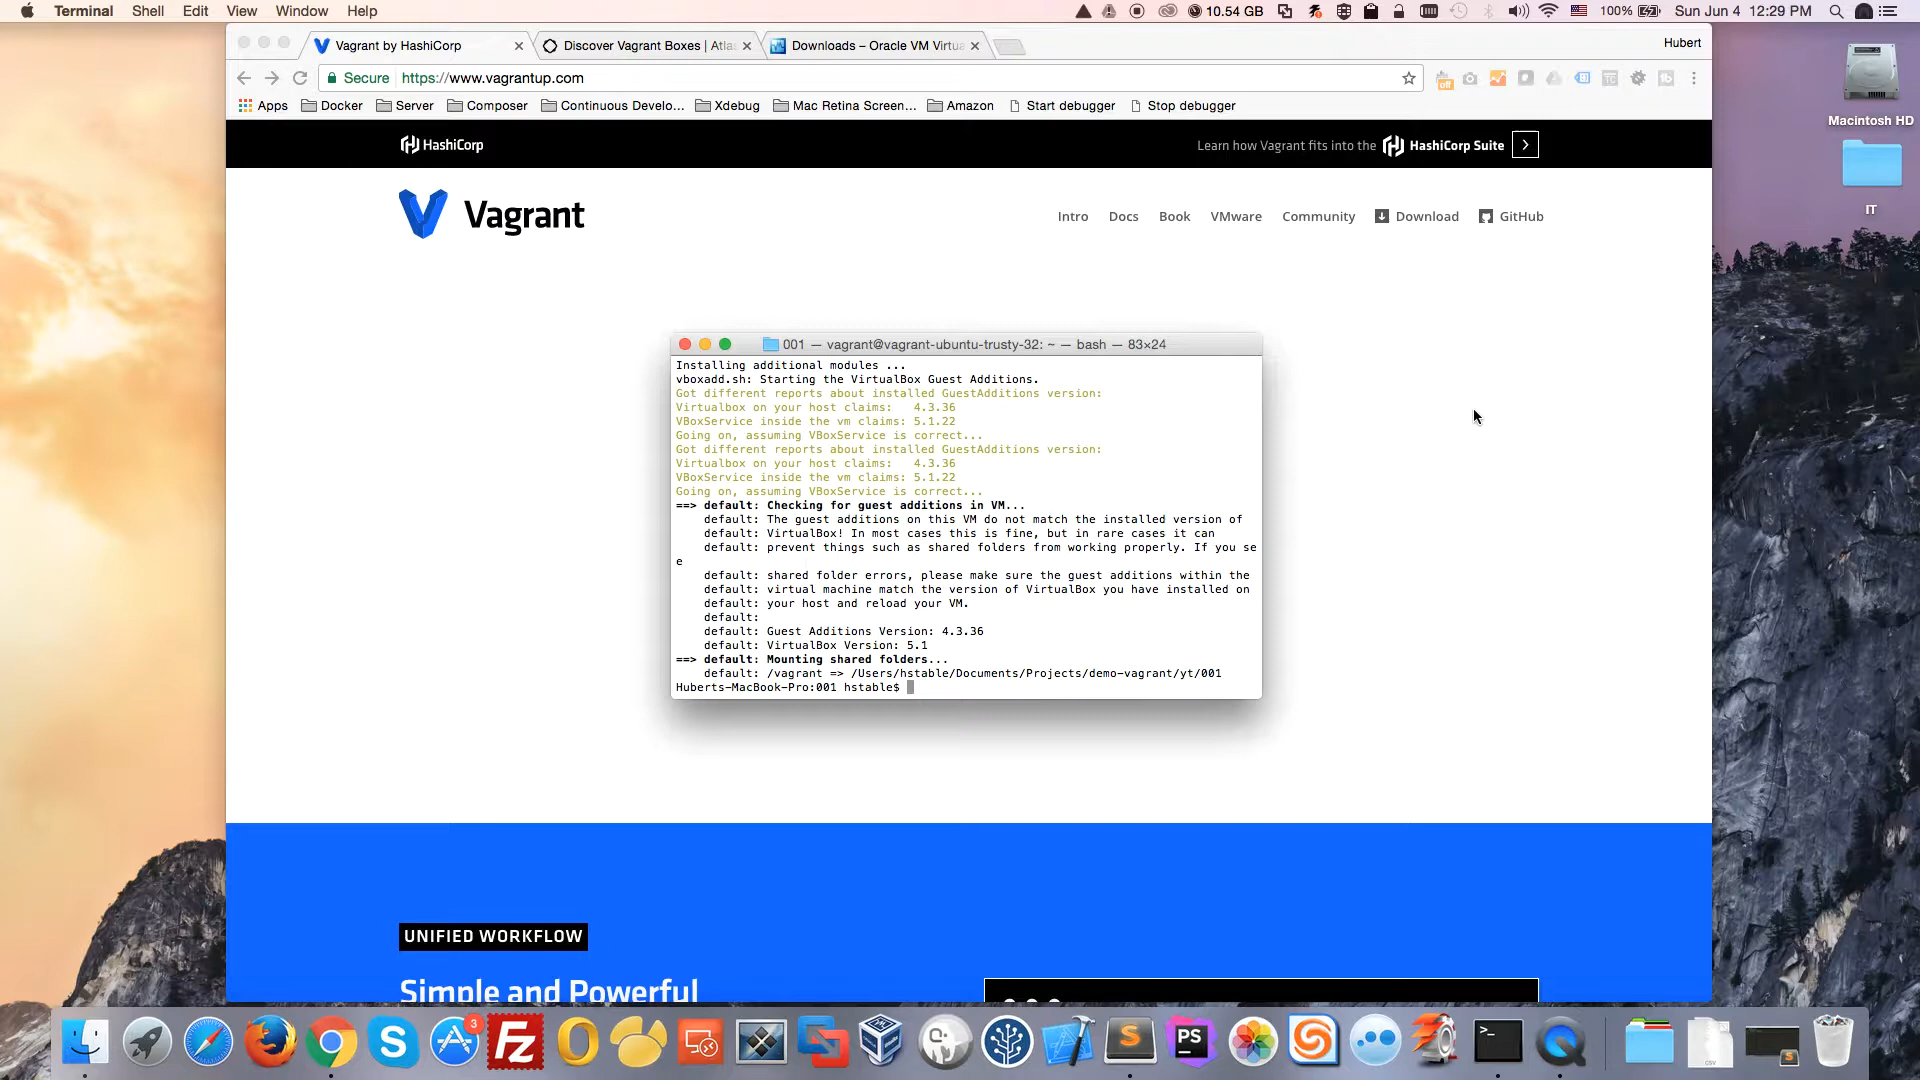 Terminal Shell Edit View Window Help 10.54 GB 100% Sun Jun 4 12:29 PM
Vagrant by HashiCorp Discover Vagrant Boxes | Atlas Downloads – Oracle VM Virtua Hubert
Secure https://www.vagrantup.com
Apps Docker Server Composer Continuous Develo... Xdebug Mac Retina Screen... Amazon Start debugger Stop debugger
Macintosh HD
HashiCorp Learn how Vagrant fits into the HashiCorp Suite
IT
Vagrant Intro Docs Book VMware Community Download GitHub
001 — vagrant@vagrant-ubuntu-trusty-32: ~ — bash — 83×24
Installing additional modules ...
vboxadd.sh: Starting the VirtualBox Guest Additions.
Got different reports about installed GuestAdditions version:
Virtualbox on your host claims: 4.3.36
VBoxService inside the vm claims: 5.1.22
Going on, assuming VBoxService is correct...
Got different reports about installed GuestAdditions version:
Virtualbox on your host claims: 4.3.36
VBoxService inside the vm claims: 5.1.22
Going on, assuming VBoxService is correct...
==> default: Checking for guest additions in VM...
default: The guest additions on this VM do not match the installed version of
default: VirtualBox! In most cases this is fine, but in rare cases it can
default: prevent things such as shared folders from working properly. If you se
e
default: shared folder errors, please make sure the guest additions within the
default: virtual machine match the version of VirtualBox you have installed on
default: your host and reload your VM.
default:
default: Guest Additions Version: 4.3.36
default: VirtualBox Version: 5.1
==> default: Mounting shared folders...
default: /vagrant => /Users/hstable/Documents/Projects/demo-vagrant/yt/001
Huberts-MacBook-Pro:001 hstable$
UNIFIED WORKFLOW
Simple and Powerful
3